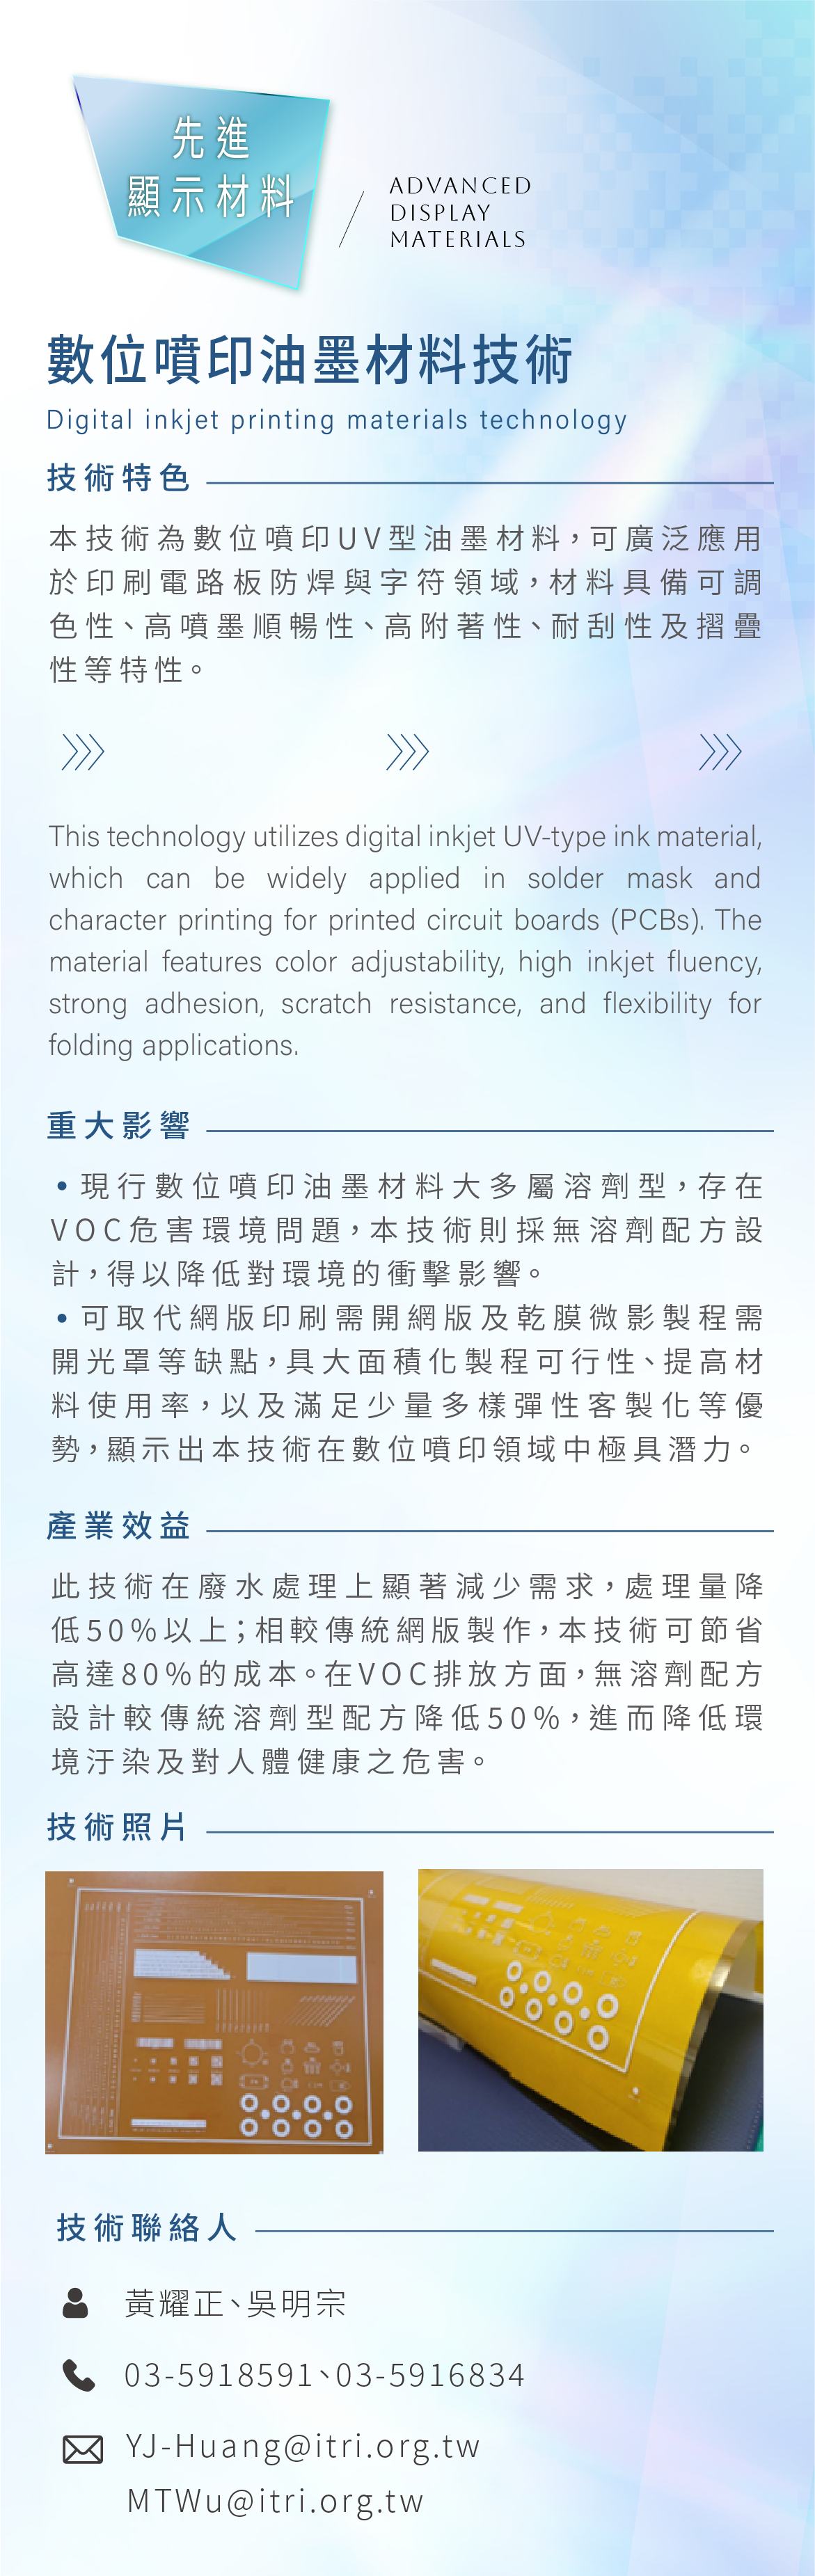 先進
顯示材料
ADVANCED
DISPLAY
MATERIALS
數位噴印油墨材料技術
Digital inkjet printing materials technology
技術特色
本技術為數位噴印UV型油墨材料，可廣泛應用
於印刷電路板防焊與字符領域，材料具備可調
色性、高噴墨順暢性、高附著性、耐刮性及摺疊
性等特性。
This technology utilizes digital inkjet UV-type ink material,
which can be widely applied in solder mask and
character printing for printed circuit boards (PCBs). The
material features color adjustability, high inkjet fluency,
strong adhesion, scratch resistance, and flexibility for
folding applications.
重大影響
•現行數位噴印油墨材料大多屬溶劑型，存在
VOC危害環境問題，本技術則採無溶劑配方設
計，得以降低對環境的衝擊影響。
•可取代網版印刷需開網版及乾膜微影製程需
開光罩等缺點，具大面積化製程可行性、提高材
料使用率，以及滿足少量多樣彈性客製化等優
勢，顯示出本技術在數位噴印領域中極具潛力。
產業效益
此技術在廢水處理上顯著減少需求，處理量降
低50%以上；相較傳統網版製作，本技術可節省
高達80%的成本。在VOC排放方面，無溶劑配方
設計較傳統溶劑型配方降低50%，進而降低環
境汙染及對人體健康之危害。
技術照片
技術聯絡人
黃耀正、吳明宗
03-5918591、03-5916834
YJ-Huang@itri.org.tw
MTWu@itri.org.tw